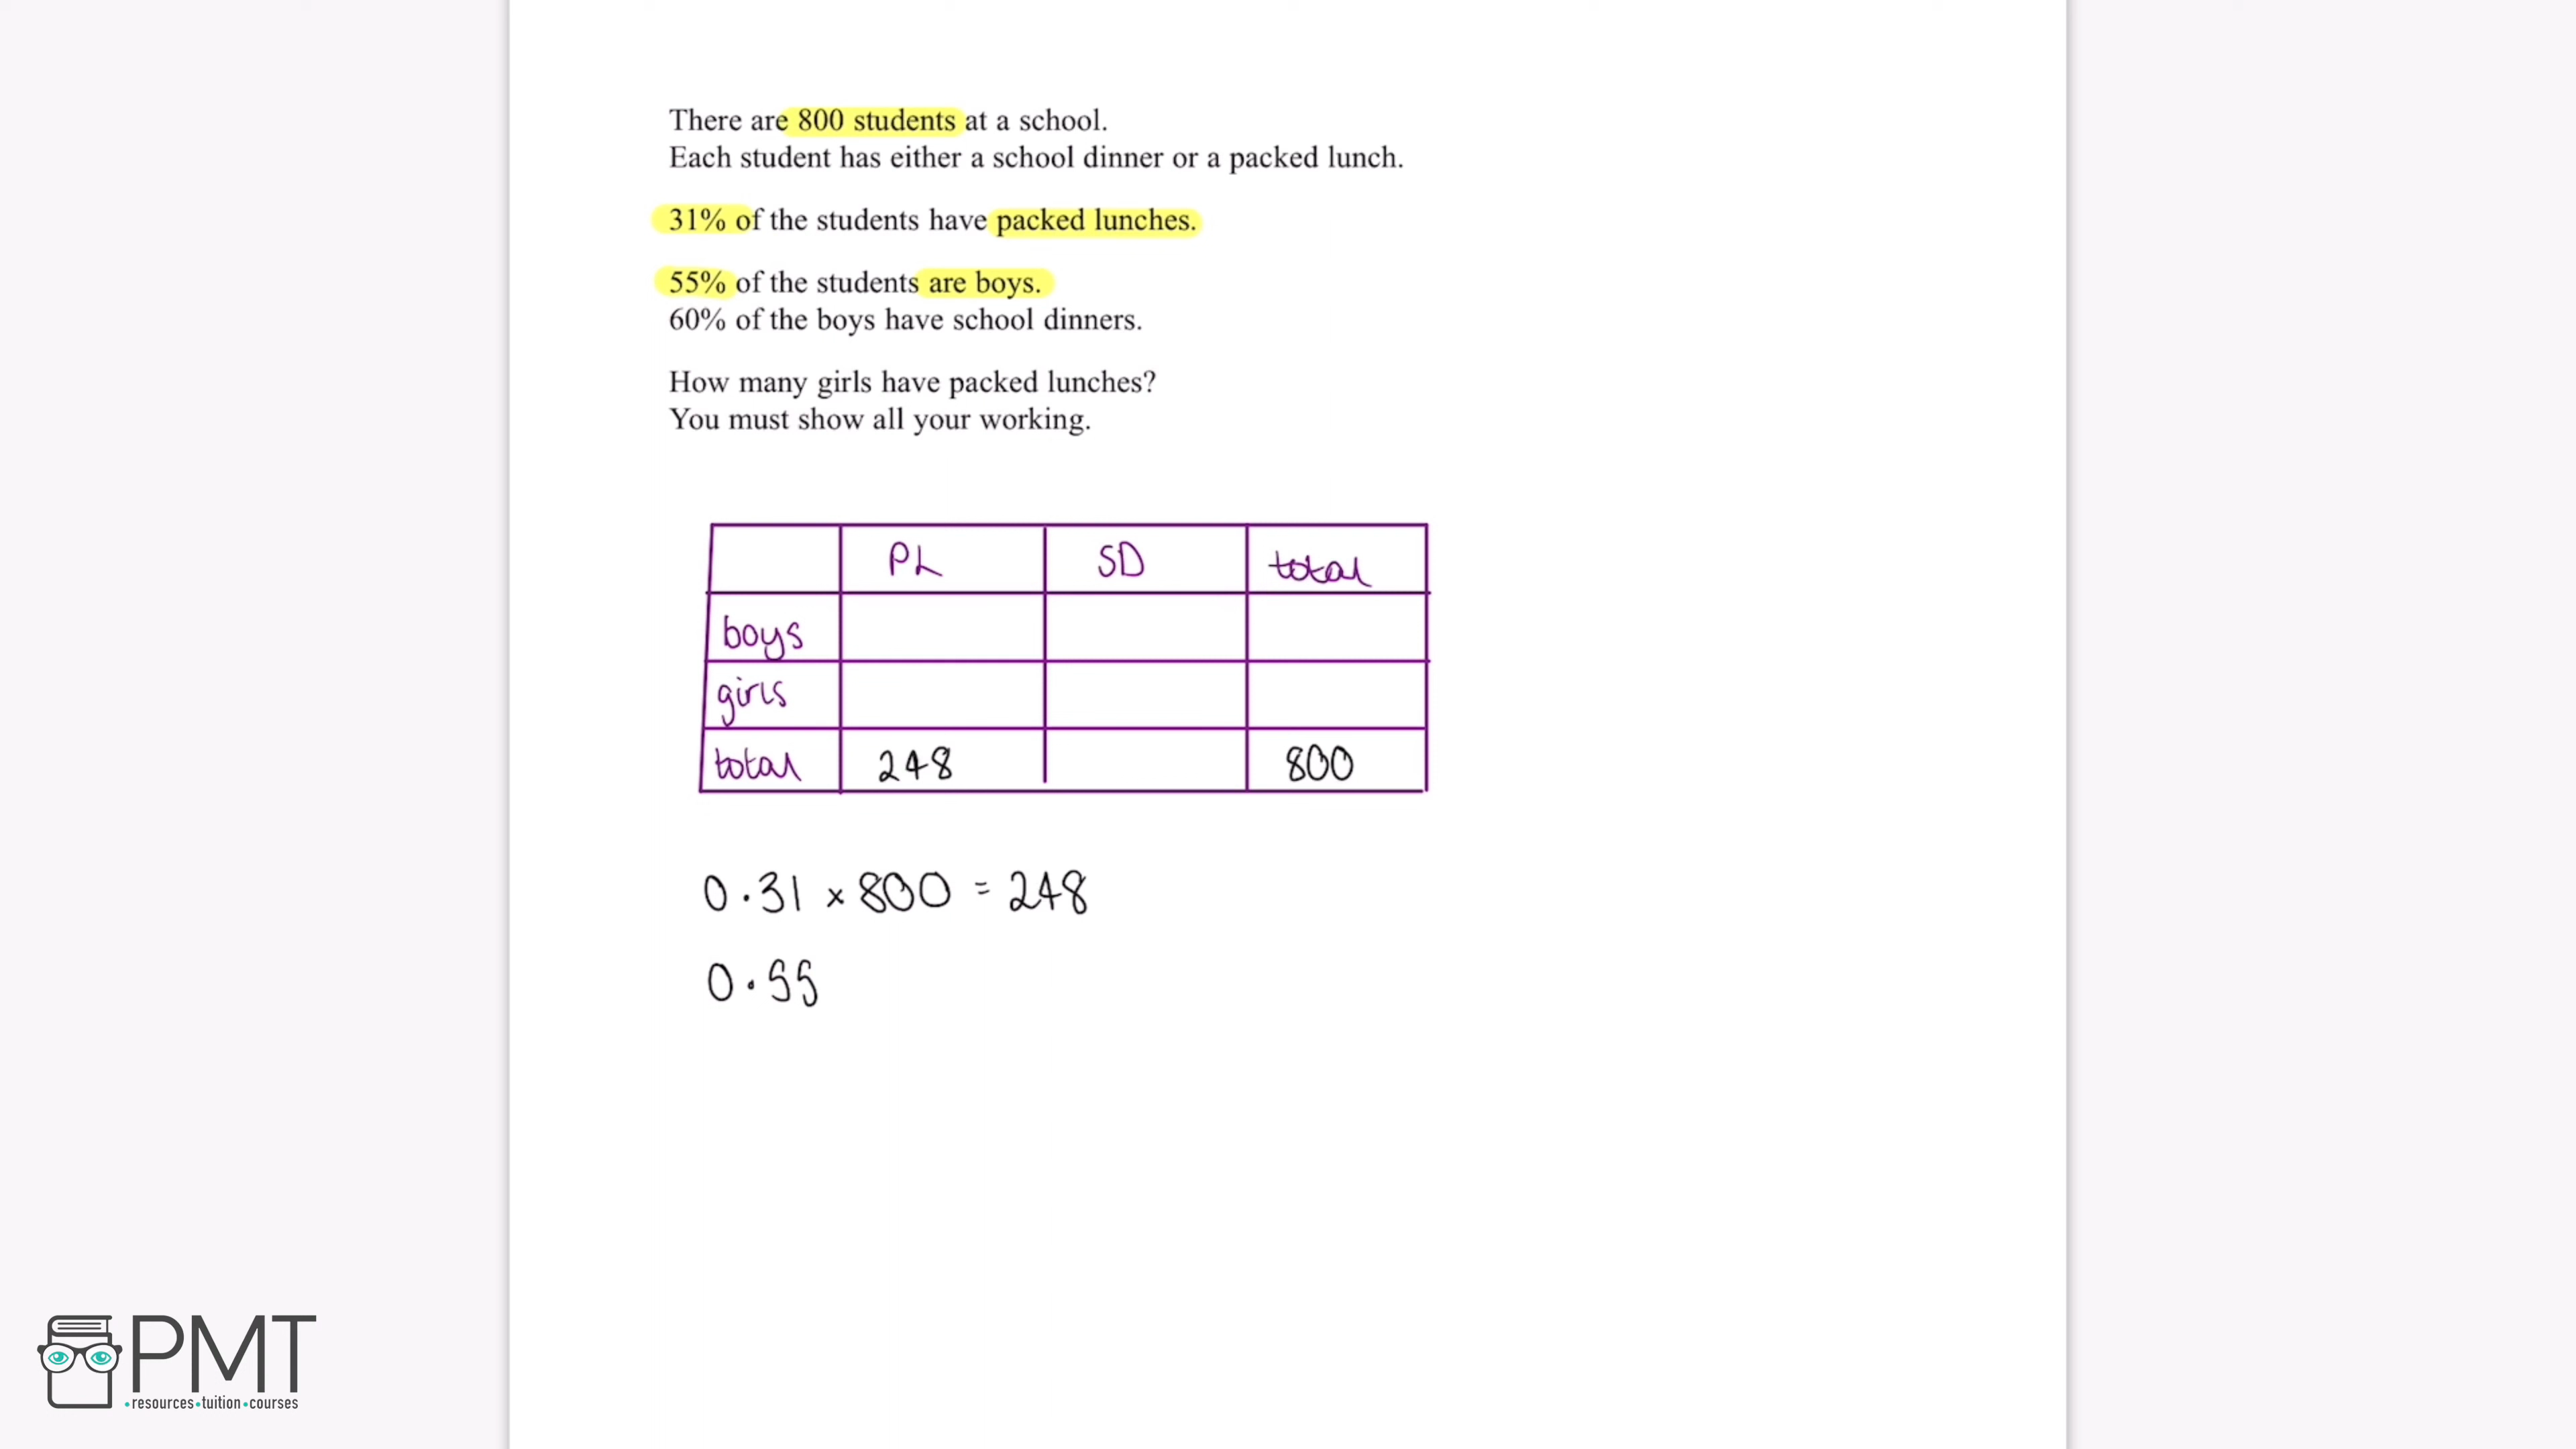 There are 800 students at a school.
Each student has either a school dinner or a packed lunch.
31% of the students have packed lunches.
55% of the students are boys.
60% of the boys have school dinners.
How many girls have packed lunches?
You must show all your working.
PL SD total
boys
girls
total 248 800
0.31 × 800 = 248
0.55
PMT
•resources•tuition•courses